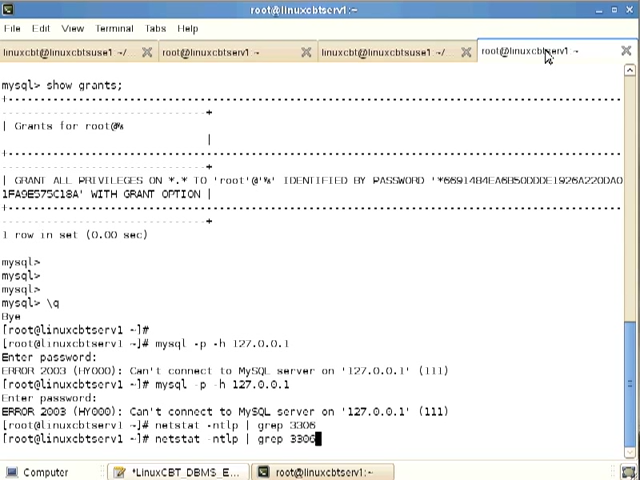 root@linuxcbtserv1:~
File Edit View Terminal Tabs Help
linuxcbt@linuxcbtsuse1 ~/ root@linuxcbtserv1 ~ linuxcbt@linuxcbtsuse1 ~/ root@linuxcbtserv1 ~
mysql> show grants;
+
| Grants for root@%
|
+
| GRANT ALL PRIVILEGES ON *.* TO 'root'@'%' IDENTIFIED BY PASSWORD
' WITH GRANT OPTION |
+
1 row in set (0.00 sec)
mysql>
mysql>
mysql>
mysql> \q
Bye
[root@linuxcbtserv1 ~]#
[root@linuxcbtserv1 ~]# mysql -p -h 127.0.0.1
Enter password:
ERROR 2003 (HY000): Can't connect to MySQL server on '127.0.0.1' (111)
[root@linuxcbtserv1 ~]# mysql -p -h 127.0.0.1
Enter password:
ERROR 2003 (HY000): Can't connect to MySQL server on '127.0.0.1' (111)
[root@linuxcbtserv1 ~]# netstat -ntlp | grep 3306
[root@linuxcbtserv1 ~]# netstat -ntlp | grep 3306
Computer *LinuxCBT_DBMS_E... root@linuxcbtserv1:~